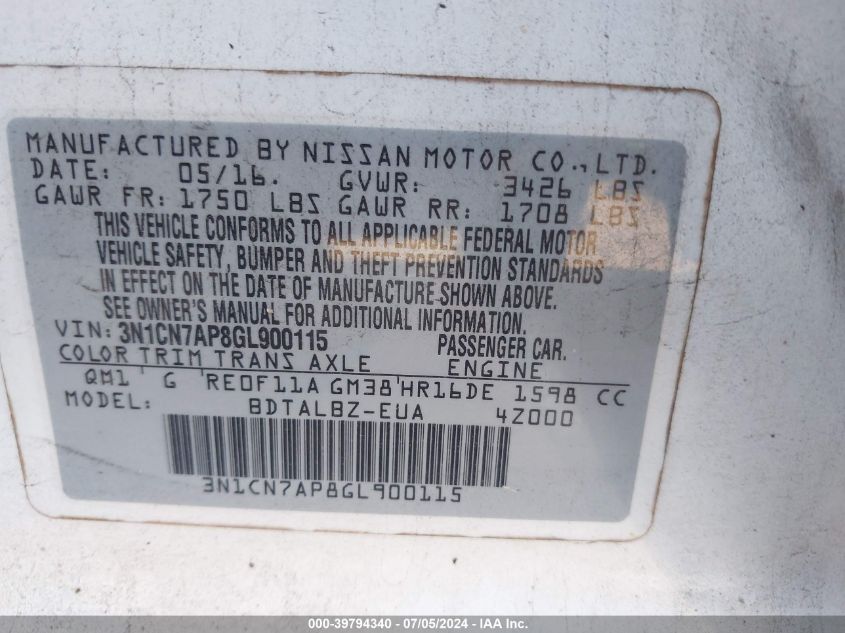 MANUFACTURED BY NISSAN MOTOR CO., LTD.
DATE: 05/16. GVWR: 3426 LBS
GAWR FR: 1750 LBS GAWR RR: 1708 LBS
THIS VEHICLE CONFORMS TO ALL APPLICABLE FEDERAL MOTOR
VEHICLE SAFETY, BUMPER AND THEFT PREVENTION STANDARDS
IN EFFECT ON THE DATE OF MANUFACTURE SHOWN ABOVE.
SEE OWNER'S MANUAL FOR ADDITIONAL INFORMATION.
VIN: 3N1CN7AP8GL900115 PASSENGER CAR.
COLOR TRIM TRANS AXLE ENGINE
QM1 ' G 'RE0F11A GM38'HR16DE 1598 CC
MODEL: BDTALBZ-EUA 4Z000
3N1CN7AP8GL900115
000-39794340 - 07/05/2024 - IAA Inc.